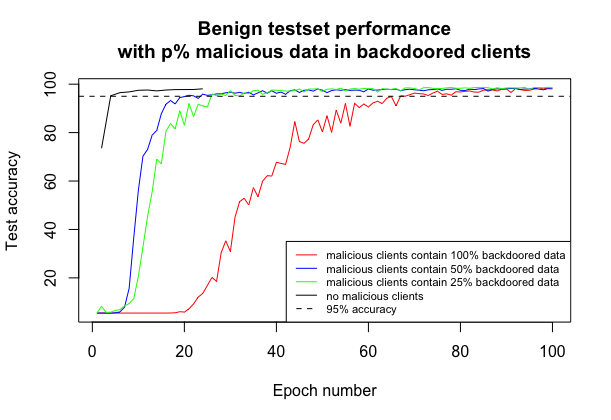 Benign testset performance
with p% malicious data in backdoored clients
Test accuracy
100
80
60
40
20
malicious clients contain 100% backdoored data
malicious clients contain 50% backdoored data
malicious clients contain 25% backdoored data
no malicious clients
95% accuracy
0 20 40 60 80 100
Epoch number